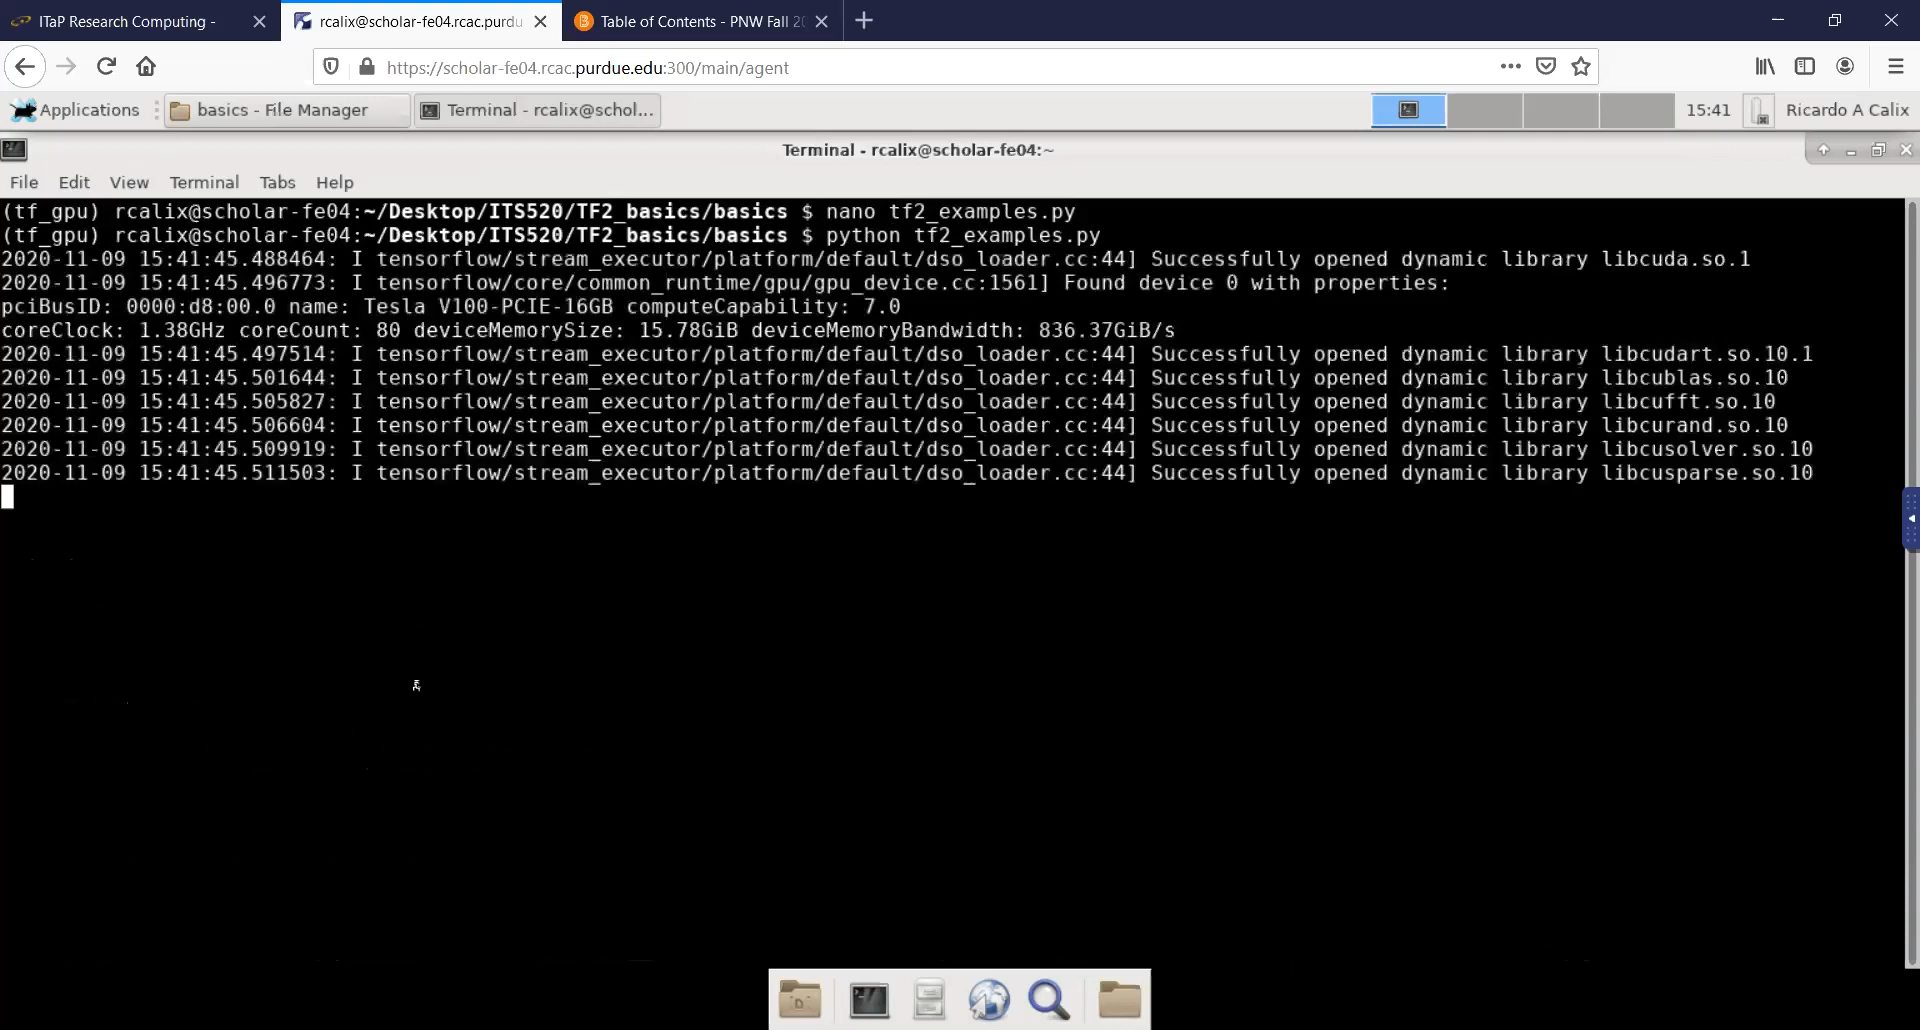 ITaP Research Computing -
rcalix@scholar-fe04.rcac.purdu
Table of Contents - PNW Fall 20
https://scholar-fe04.rcac.purdue.edu:300/main/agent
Applications
basics - File Manager
Terminal - rcalix@schol...
15:41
Ricardo A Calix
Terminal - rcalix@scholar-fe04:~
File Edit View Terminal Tabs Help
(tf_gpu) rcalix@scholar-fe04:~/Desktop/ITS520/TF2_basics/basics $ nano tf2_examples.py
(tf_gpu) rcalix@scholar-fe04:~/Desktop/ITS520/TF2_basics/basics $ python tf2_examples.py
2020-11-09 15:41:45.488464: I tensorflow/stream_executor/platform/default/dso_loader.cc:44] Successfully opened dynamic library libcuda.so.1
2020-11-09 15:41:45.496773: I tensorflow/core/common_runtime/gpu/gpu_device.cc:1561] Found device 0 with properties:
pciBusID: 0000:d8:00.0 name: Tesla V100-PCIE-16GB computeCapability: 7.0
coreClock: 1.38GHz coreCount: 80 deviceMemorySize: 15.78GiB deviceMemoryBandwidth: 836.37GiB/s
2020-11-09 15:41:45.497514: I tensorflow/stream_executor/platform/default/dso_loader.cc:44] Successfully opened dynamic library libcudart.so.10.1
2020-11-09 15:41:45.501644: I tensorflow/stream_executor/platform/default/dso_loader.cc:44] Successfully opened dynamic library libcublas.so.10
2020-11-09 15:41:45.505827: I tensorflow/stream_executor/platform/default/dso_loader.cc:44] Successfully opened dynamic library libcufft.so.10
2020-11-09 15:41:45.506604: I tensorflow/stream_executor/platform/default/dso_loader.cc:44] Successfully opened dynamic library libcurand.so.10
2020-11-09 15:41:45.509919: I tensorflow/stream_executor/platform/default/dso_loader.cc:44] Successfully opened dynamic library libcusolver.so.10
2020-11-09 15:41:45.511503: I tensorflow/stream_executor/platform/default/dso_loader.cc:44] Successfully opened dynamic library libcusparse.so.10